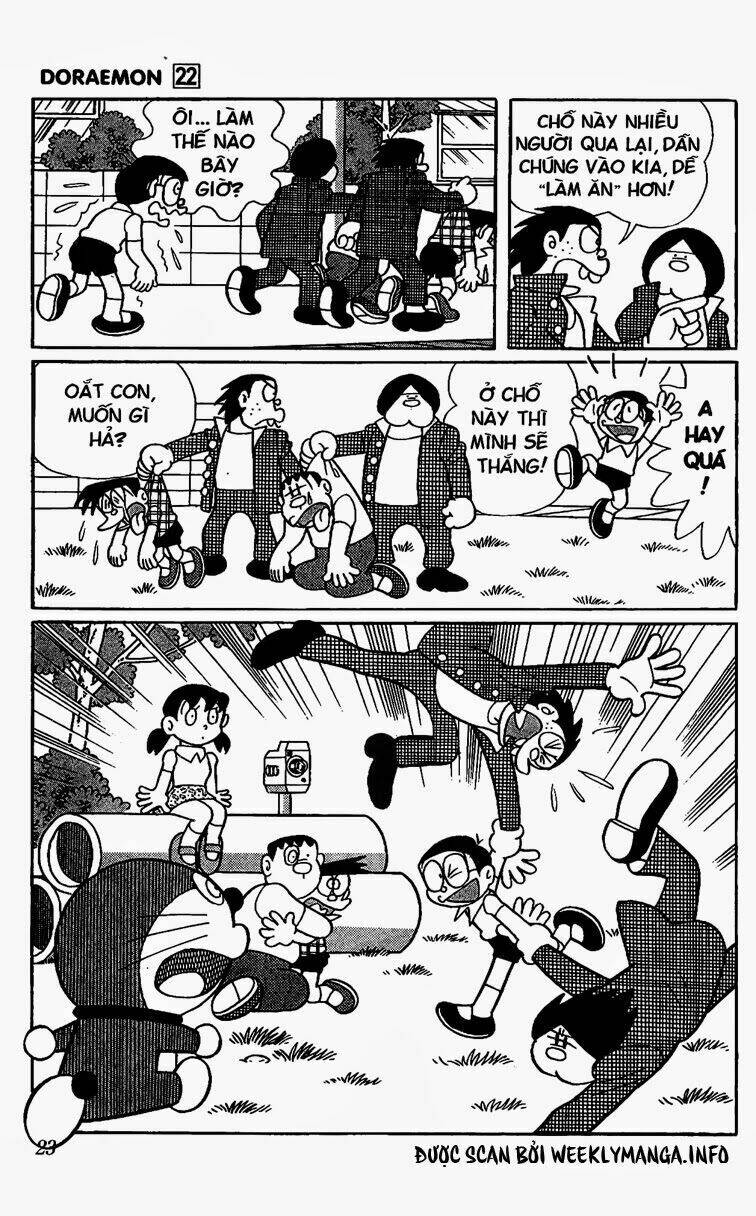 DORAEMON 22
ÔI... LÀM
THẾ NÀO
BÂY
GIỜ?
CHỖ NÀY NHIỀU
NGƯỜI QUA LẠI, DẪN
CHÚNG VÀO KIA, DỄ
“LÀM ĂN” HƠN!
OẮT CON,
MUỐN GÌ
HẢ?
Ở CHỖ
NÀY THÌ
MÌNH SẼ
THẮNG!
A
HAY
QUÁ
!
23
ĐƯỢC SCAN BỞI WEEKLYMANGA.INFO